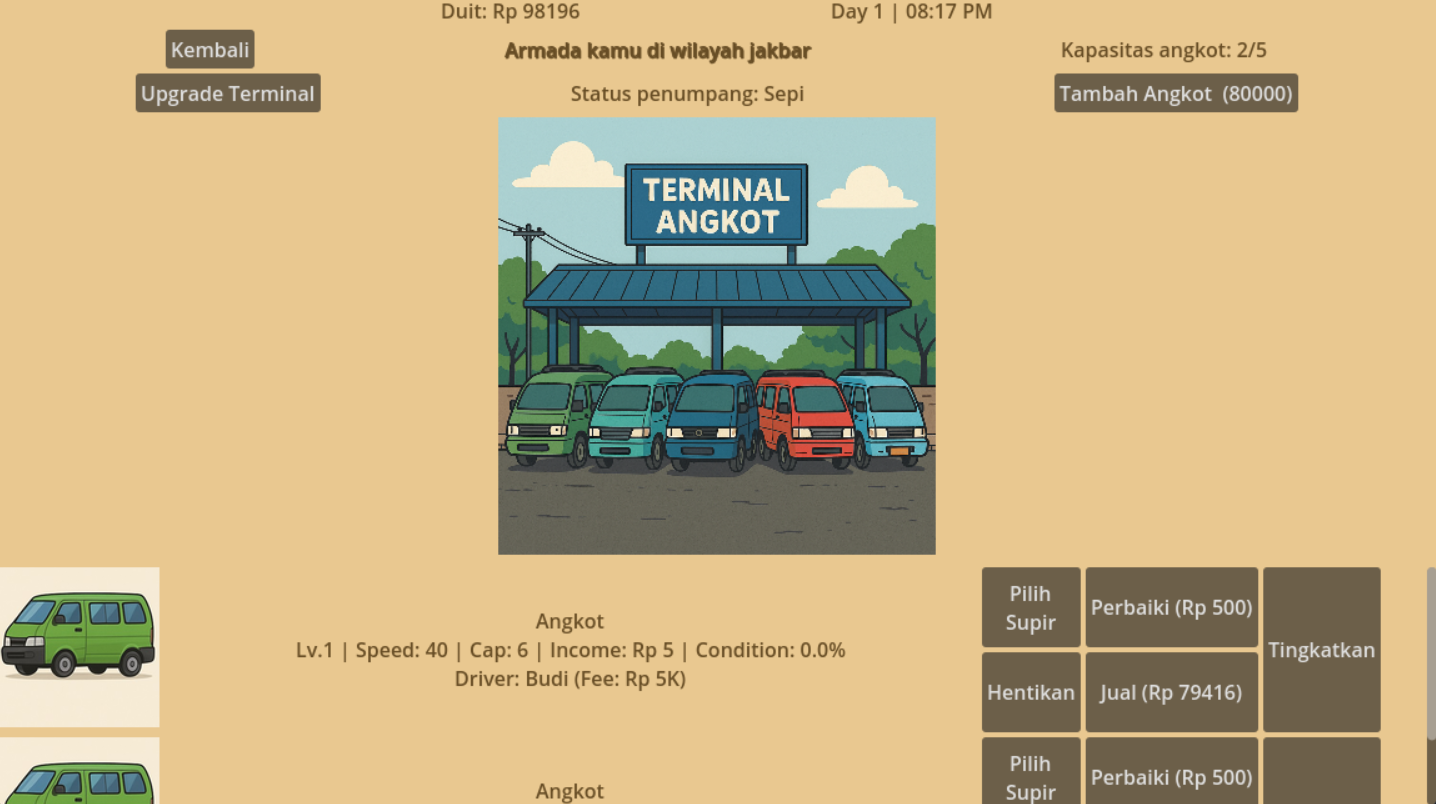 Duit: Rp 98196
Day 1 | 08:17 PM
Kembali
Armada kamu di wilayah jakbar
Kapasitas angkot: 2/5
Upgrade Terminal
Status penumpang: Sepi
Tambah Angkot (80000)
TERMINAL
ANGKOT
Angkot
Lv.1 | Speed: 40 | Cap: 6 | Income: Rp 5 | Condition: 0.0%
Driver: Budi (Fee: Rp 5K)
Pilih
Supir
Perbaiki (Rp 500)
Tingkatkan
Hentikan
Jual (Rp 79416)
Angkot
Pilih
Supir
Perbaiki (Rp 500)